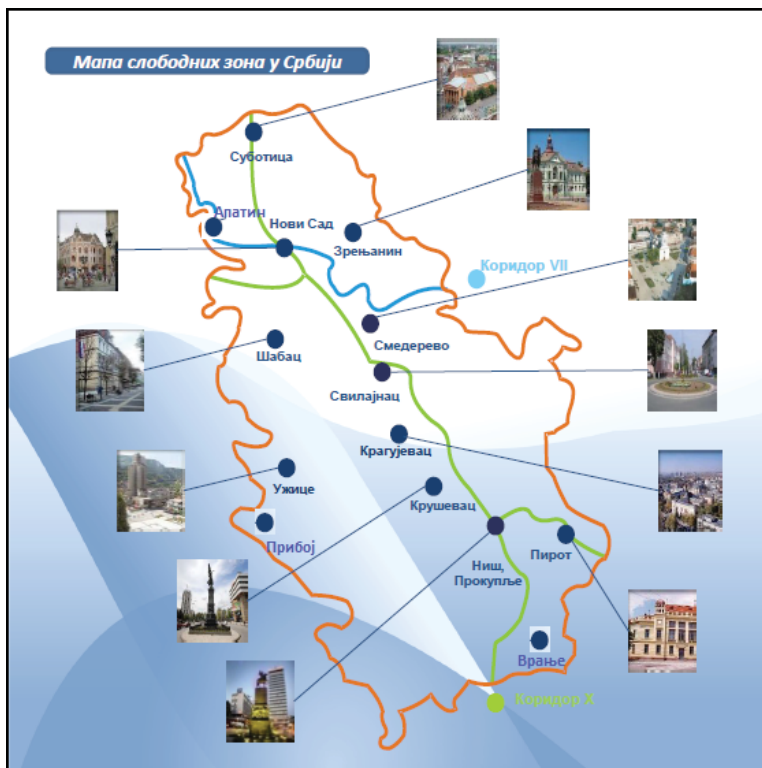 Мапа слободних зона у Србији
Суботица
Апатин
Нови Сад
Зрењанин
Коридор VII
Смедерево
Шабац
Свилајнац
Крагујевац
Ужице
Крушевац
Прибој
Ниш,
Прокупље
Пирот
Врање
Коридор X